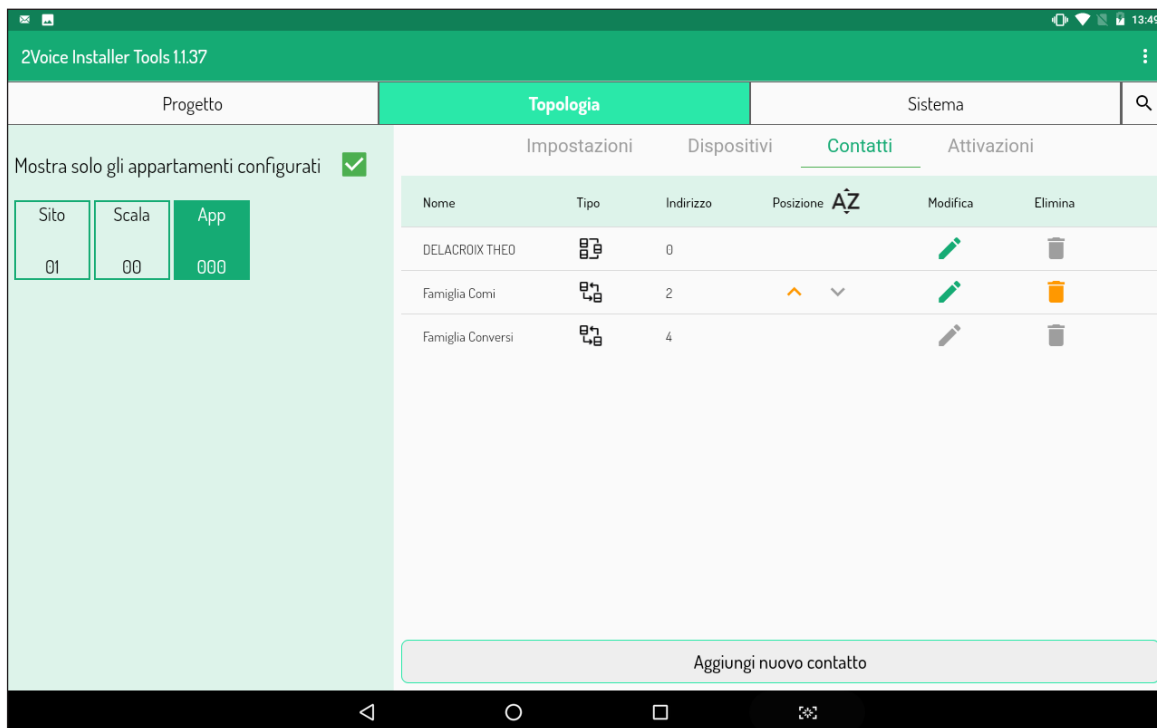 13:49
2Voice Installer Tools 1.1.37
Progetto Topologia Sistema
Impostazioni Dispositivi Contatti Attivazioni
Mostra solo gli appartamenti configurati
Sito Scala App
01 00 000
Nome Tipo Indirizzo Posizione AZ Modifica Elimina
DELACROIX THEO 0
Famiglia Comi 2
Famiglia Conversi 4
Aggiungi nuovo contatto